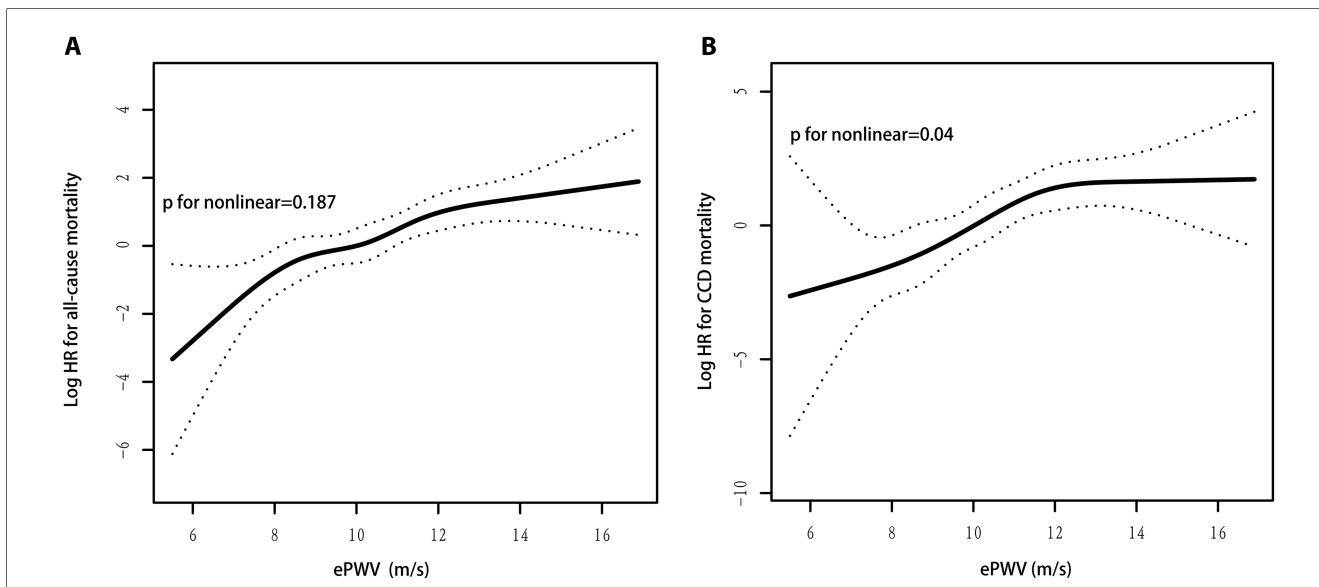 A
B
Log HR for all-cause mortality
4
2
0
−2
−4
−6
p for nonlinear=0.187
6 8 10 12 14 16
ePWV (m/s)
Log HR for CCD mortality
5
0
−5
−10
p for nonlinear=0.04
6 8 10 12 14 16
ePWV (m/s)